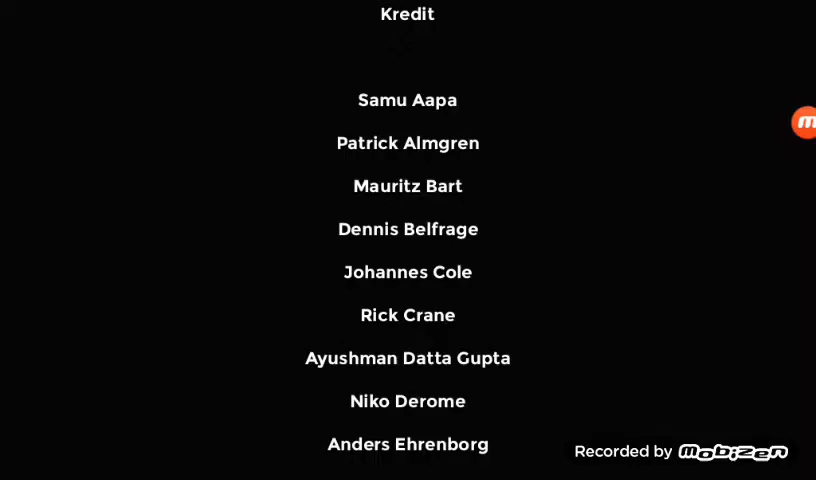 Kredit
Samu Aapa
Patrick Almgren
Mauritz Bart
Dennis Belfrage
Johannes Cole
Rick Crane
Ayushman Datta Gupta
Niko Derome
Anders Ehrenborg
Recorded by Mobizen
m